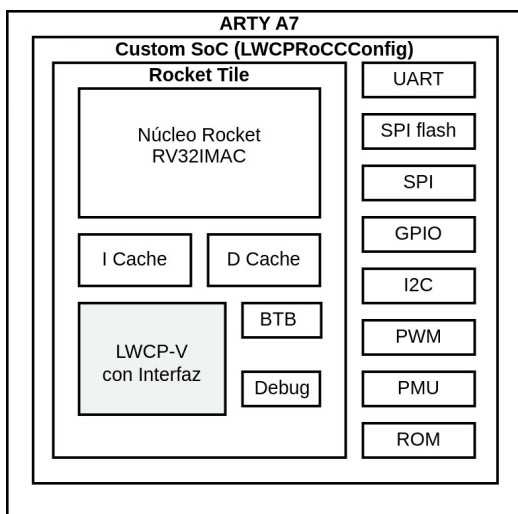 ARTY A7
Custom SoC (LWCPRoCCConfig)
Rocket Tile
Núcleo Rocket
RV32IMAC
I Cache
D Cache
LWCP-V
con Interfaz
BTB
Debug
UART
SPI flash
SPI
GPIO
I2C
PWM
PMU
ROM